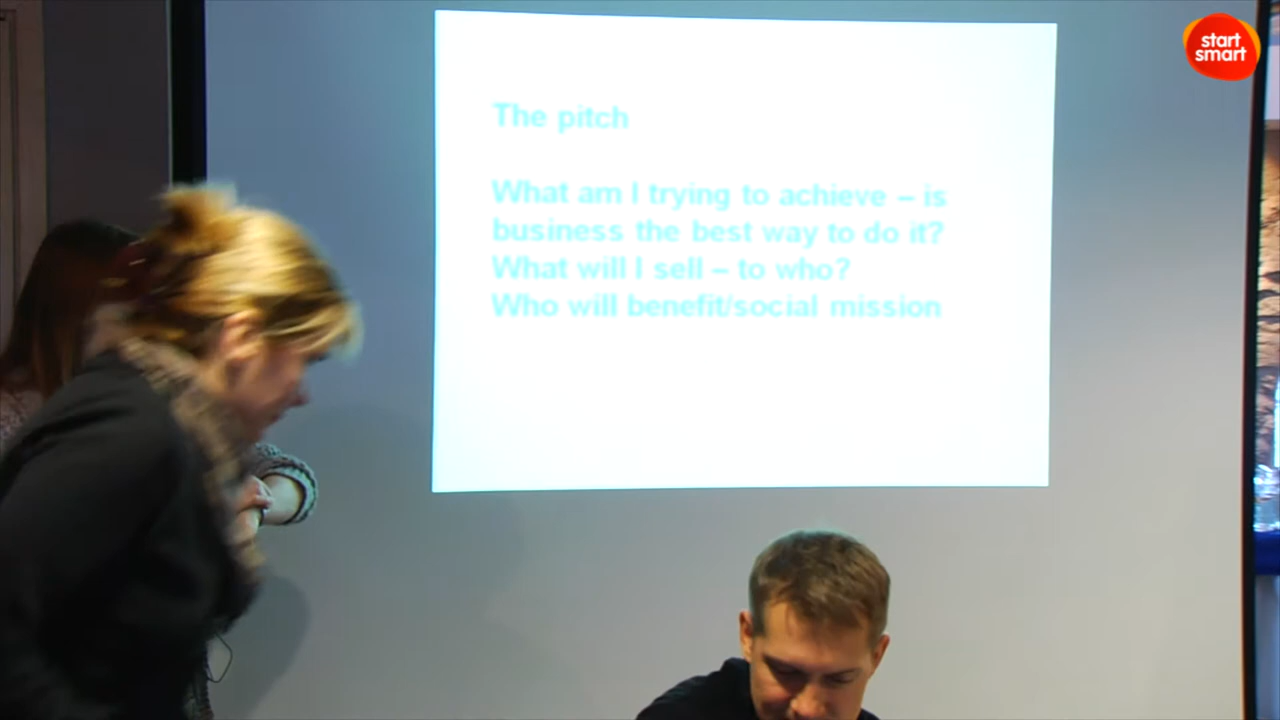 start
smart
The pitch
What am I trying to achieve – is
business the best way to do it?
What will I sell – to who?
Who will benefit/social mission